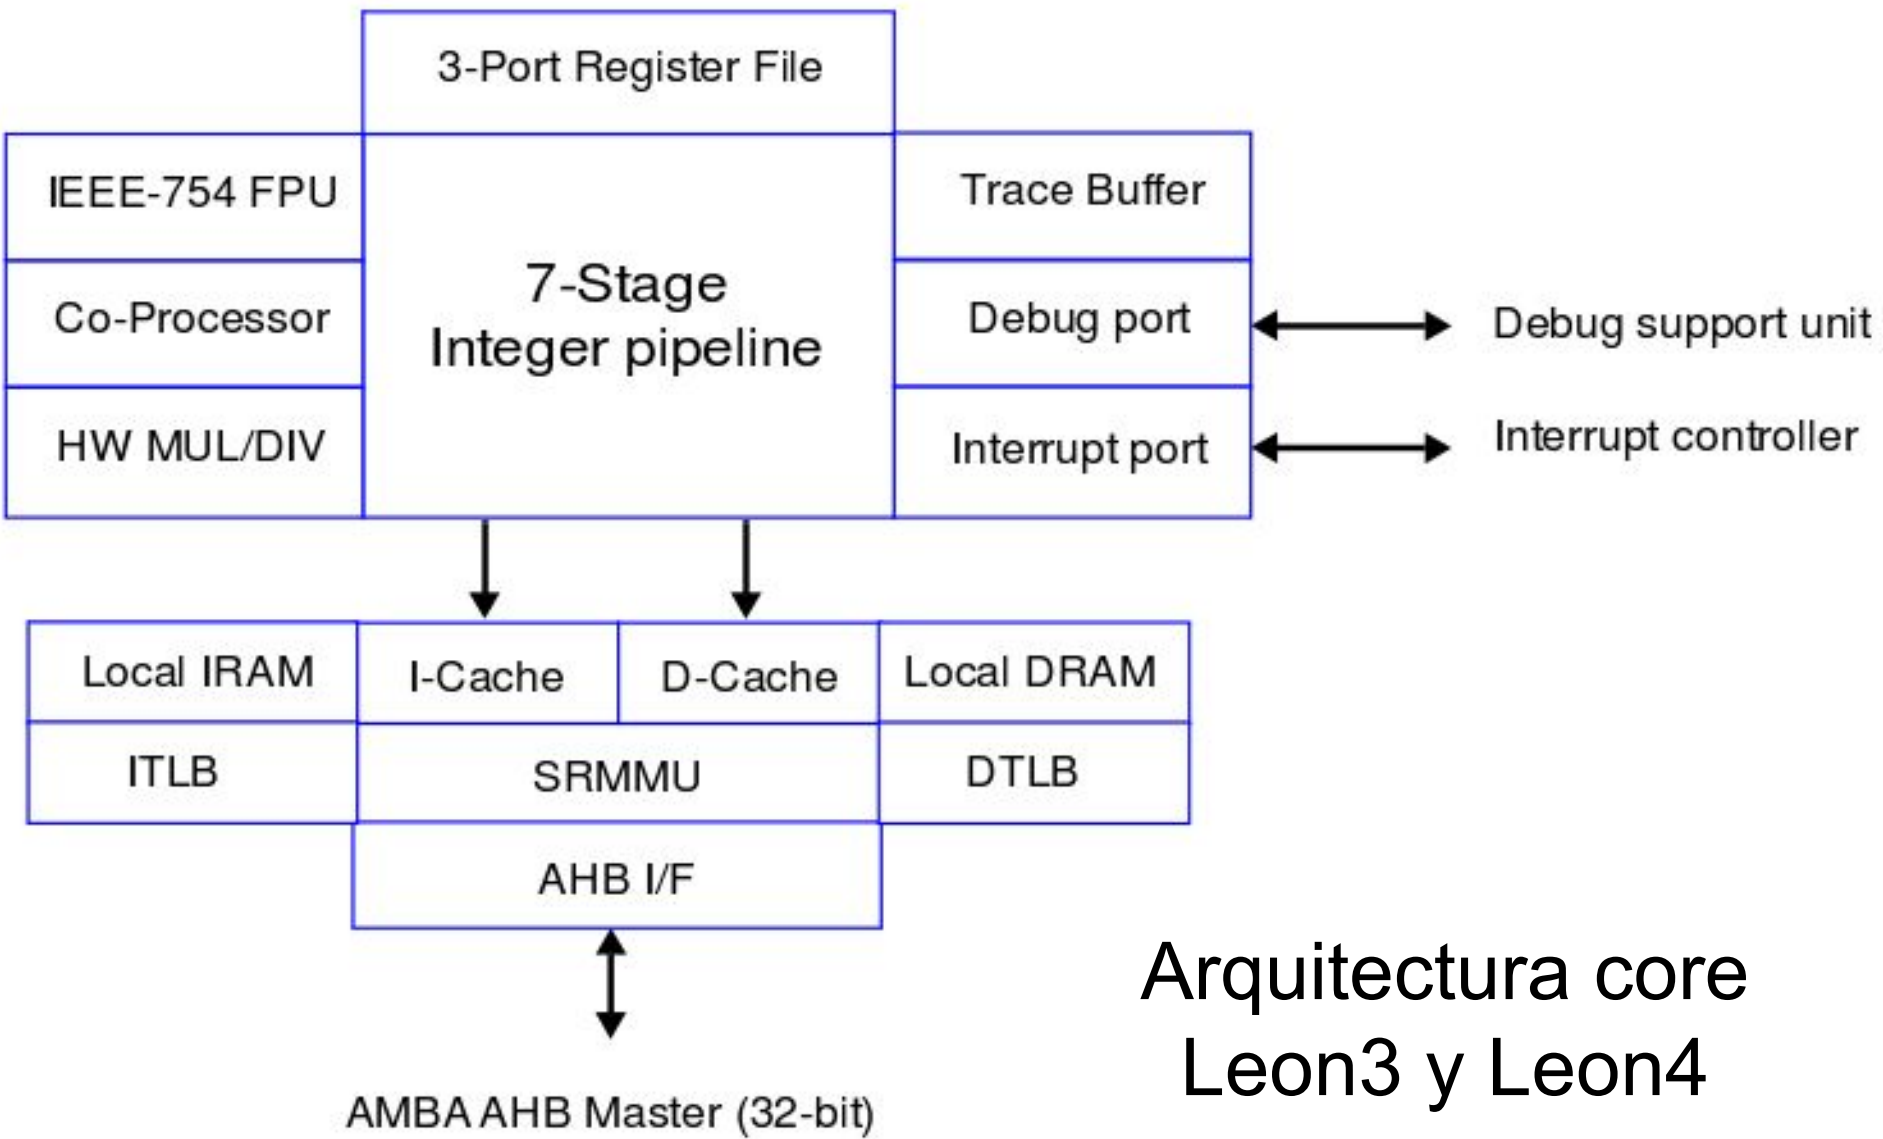 3-Port Register File
IEEE-754 FPU
Trace Buffer
7-Stage
Integer pipeline
Co-Processor
Debug port
Debug support unit
HW MUL/DIV
Interrupt port
Interrupt controller
Local IRAM
I-Cache
D-Cache
Local DRAM
ITLB
SRMMU
DTLB
AHB I/F
AMBA AHB Master (32-bit)
Arquitectura core
Leon3 y Leon4